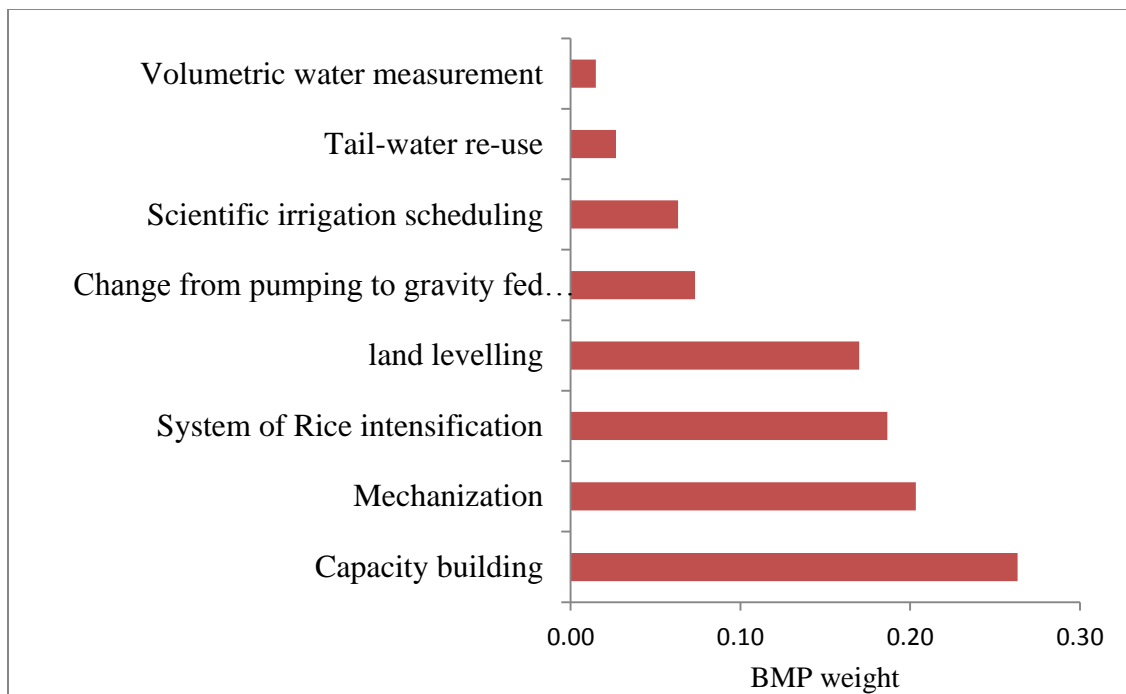 Volumetric water measurement
Tail-water re-use
Scientific irrigation scheduling
Change from pumping to gravity fed…
land levelling
System of Rice intensification
Mechanization
Capacity building
0.00 0.10 0.20 0.30
BMP weight